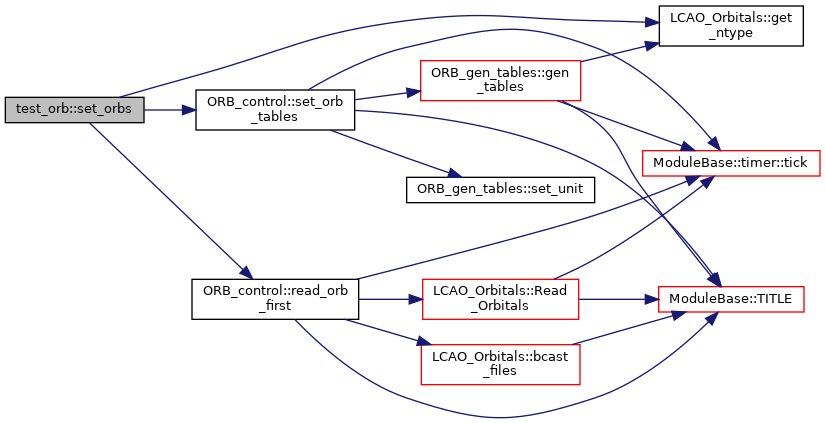 LCAO_Orbitals::get
_ntype
ORB_gen_tables::gen
_tables
test_orb::set_orbs
ORB_control::set_orb
_tables
ModuleBase::timer::tick
ORB_gen_tables::set_unit
ORB_control::read_orb
_first
LCAO_Orbitals::Read
_Orbitals
ModuleBase::TITLE
LCAO_Orbitals::bcast
_files